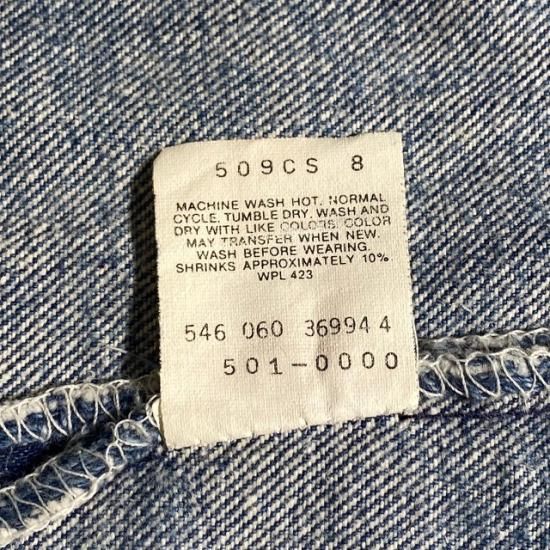 509CS 8
MACHINE WASH HOT. NORMAL
CYCLE. TUMBLE DRY. WASH AND
DRY WITH LIKE COLORS. COLOR
MAY TRANSFER WHEN NEW.
WASH BEFORE WEARING.
SHRINKS APPROXIMATELY 10%.
WPL 423
546 060 36994 4
501-0000